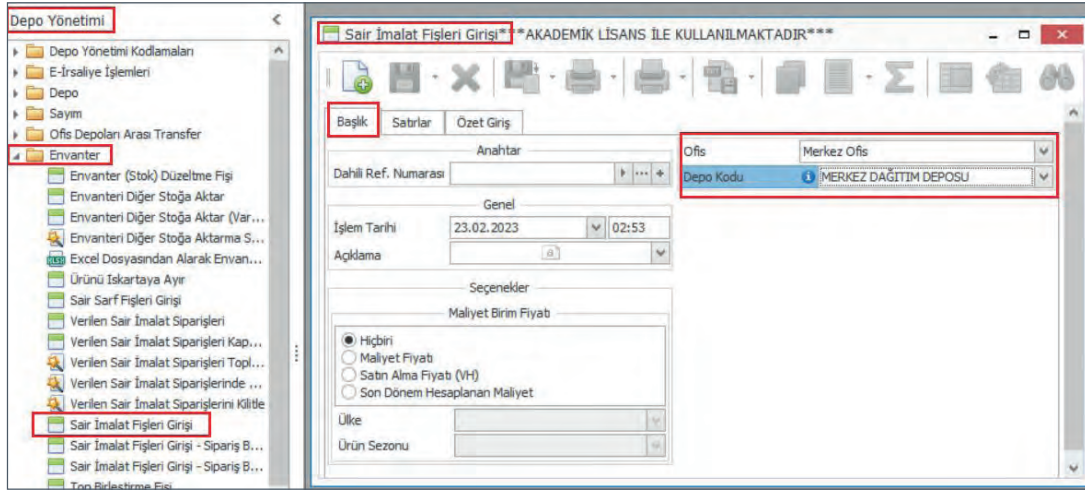 Depo Yönetimi
Depo Yönetimi Kodlamaları
E-İrsaliye İşlemleri
Depo
Sayım
Ofis Depoları Arası Transfer
Envanter
Envanter (Stok) Düzeltme Fişi
Envanteri Diğer Stoğa Aktar
Envanteri Diğer Stoğa Aktar (Var...
Envanteri Diğer Stoğa Aktarma S...
Excel Dosyasından Alarak Envan...
Ürünü Iskartaya Ayır
Sair Sarf Fişleri Girişi
Verilen Sair İmalat Siparişleri
Verilen Sair İmalat Siparişleri Kap...
Verilen Sair İmalat Siparişleri Topl...
Verilen Sair İmalat Siparişlerinde ...
Verilen Sair İmalat Siparişlerini Kilitle
Sair İmalat Fişleri Girişi
Sair İmalat Fişleri Girişi - Sipariş B...
Sair İmalat Fişleri Girişi - Sipariş B...
Top Birleştirme Fişi
Sair İmalat Fişleri Girişi***AKADEMİK LİSANS İLE KULLANILMAKTADIR***
Başlık Satırlar Özet Giriş
Anahtar
Dahili Ref. Numarası
Genel
İşlem Tarihi 23.02.2023 02:53
Açıklama
Seçenekler
Maliyet Birim Fiyatı
Hiçbiri
Maliyet Fiyatı
Satın Alma Fiyatı (VH)
Son Dönem Hesaplanan Maliyet
Ülke
Ürün Sezonu
Ofis Merkez Ofis
Depo Kodu MERKEZ DAĞITIM DEPOSU